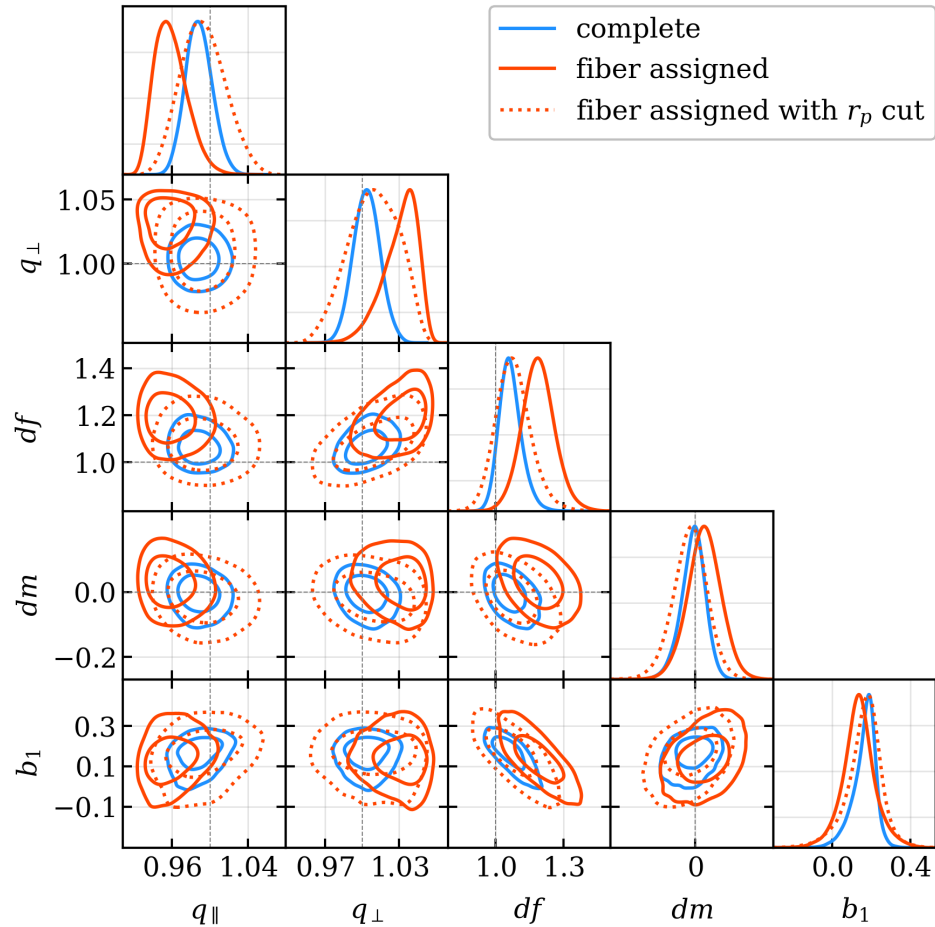 complete
fiber assigned
fiber assigned with r_p cut
1.05
1.00
q_⊥
1.4
1.2
1.0
df
0.0
−0.2
dm
0.3
0.1
−0.1
b_1
0.96 1.04 0.97 1.03 1.0 1.3 0 0.0 0.4
q_∥ q_⊥ df dm b_1